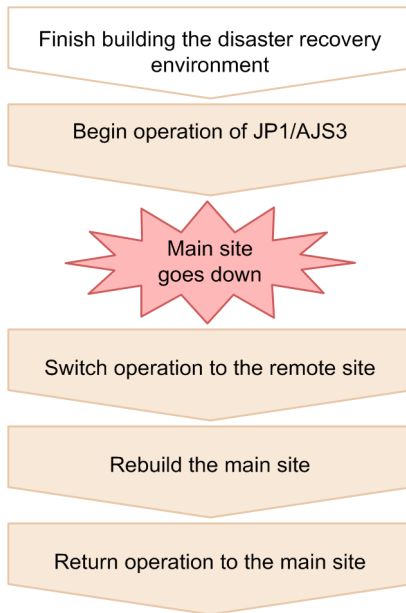 Finish building the disaster recovery
environment
Begin operation of JP1/AJS3
Main site
goes down
Switch operation to the remote site
Rebuild the main site
Return operation to the main site